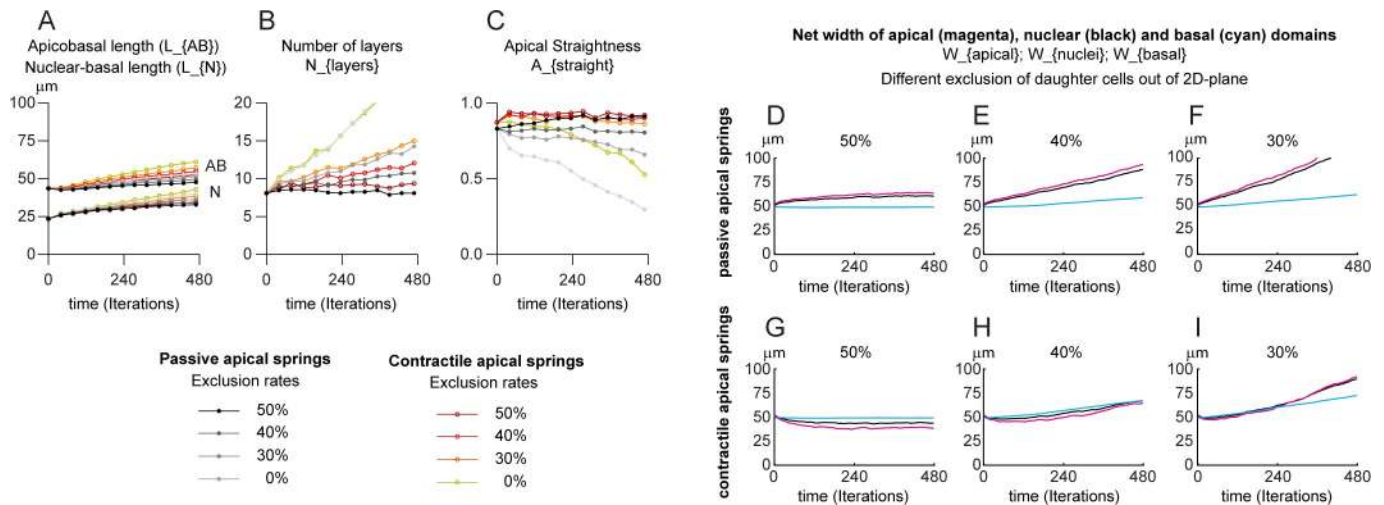 A
Apicobasal length (L_{AB})
Nuclear-basal length (L_{N})
μm
100
75
50
25
0
AB
N
0
240
480
time (Iterations)
B
Number of layers
N_{layers}
20
15
10
5
0
0
240
480
time (Iterations)
C
Apical Straightness
A_{straight}
1.0
0.5
0.0
0
240
480
time (Iterations)
Passive apical springs
Exclusion rates
50%
40%
30%
0%
Contractile apical springs
Exclusion rates
50%
40%
30%
0%
Net width of apical (magenta), nuclear (black) and basal (cyan) domains
W_{apical}; W_{nuclei}; W_{basal}
Different exclusion of daughter cells out of 2D-plane
passive apical springs
D
μm
50%
100
75
50
25
0
0
240
480
time (Iterations)
E
40%
100
75
50
25
0
0
240
480
time (Iterations)
F
30%
100
75
50
25
0
0
240
480
time (Iterations)
contractile apical springs
G
μm
50%
100
75
50
25
0
0
240
480
time (Iterations)
H
μm
40%
100
75
50
25
0
0
240
480
time (Iterations)
I
μm
30%
100
75
50
25
0
0
240
480
time (Iterations)